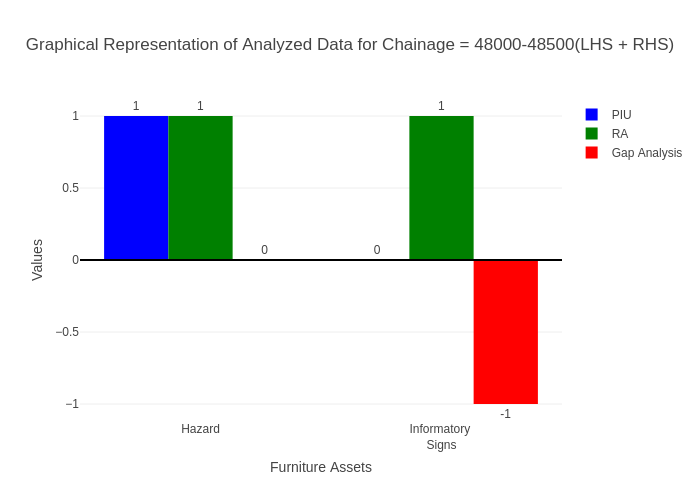 Graphical Representation of Analyzed Data for Chainage = 48000-48500(LHS + RHS)
PIU
RA
Gap Analysis
1
0.5
0
−0.5
−1
Values
1
1
0
0
1
-1
Hazard
Informatory
Signs
Furniture Assets